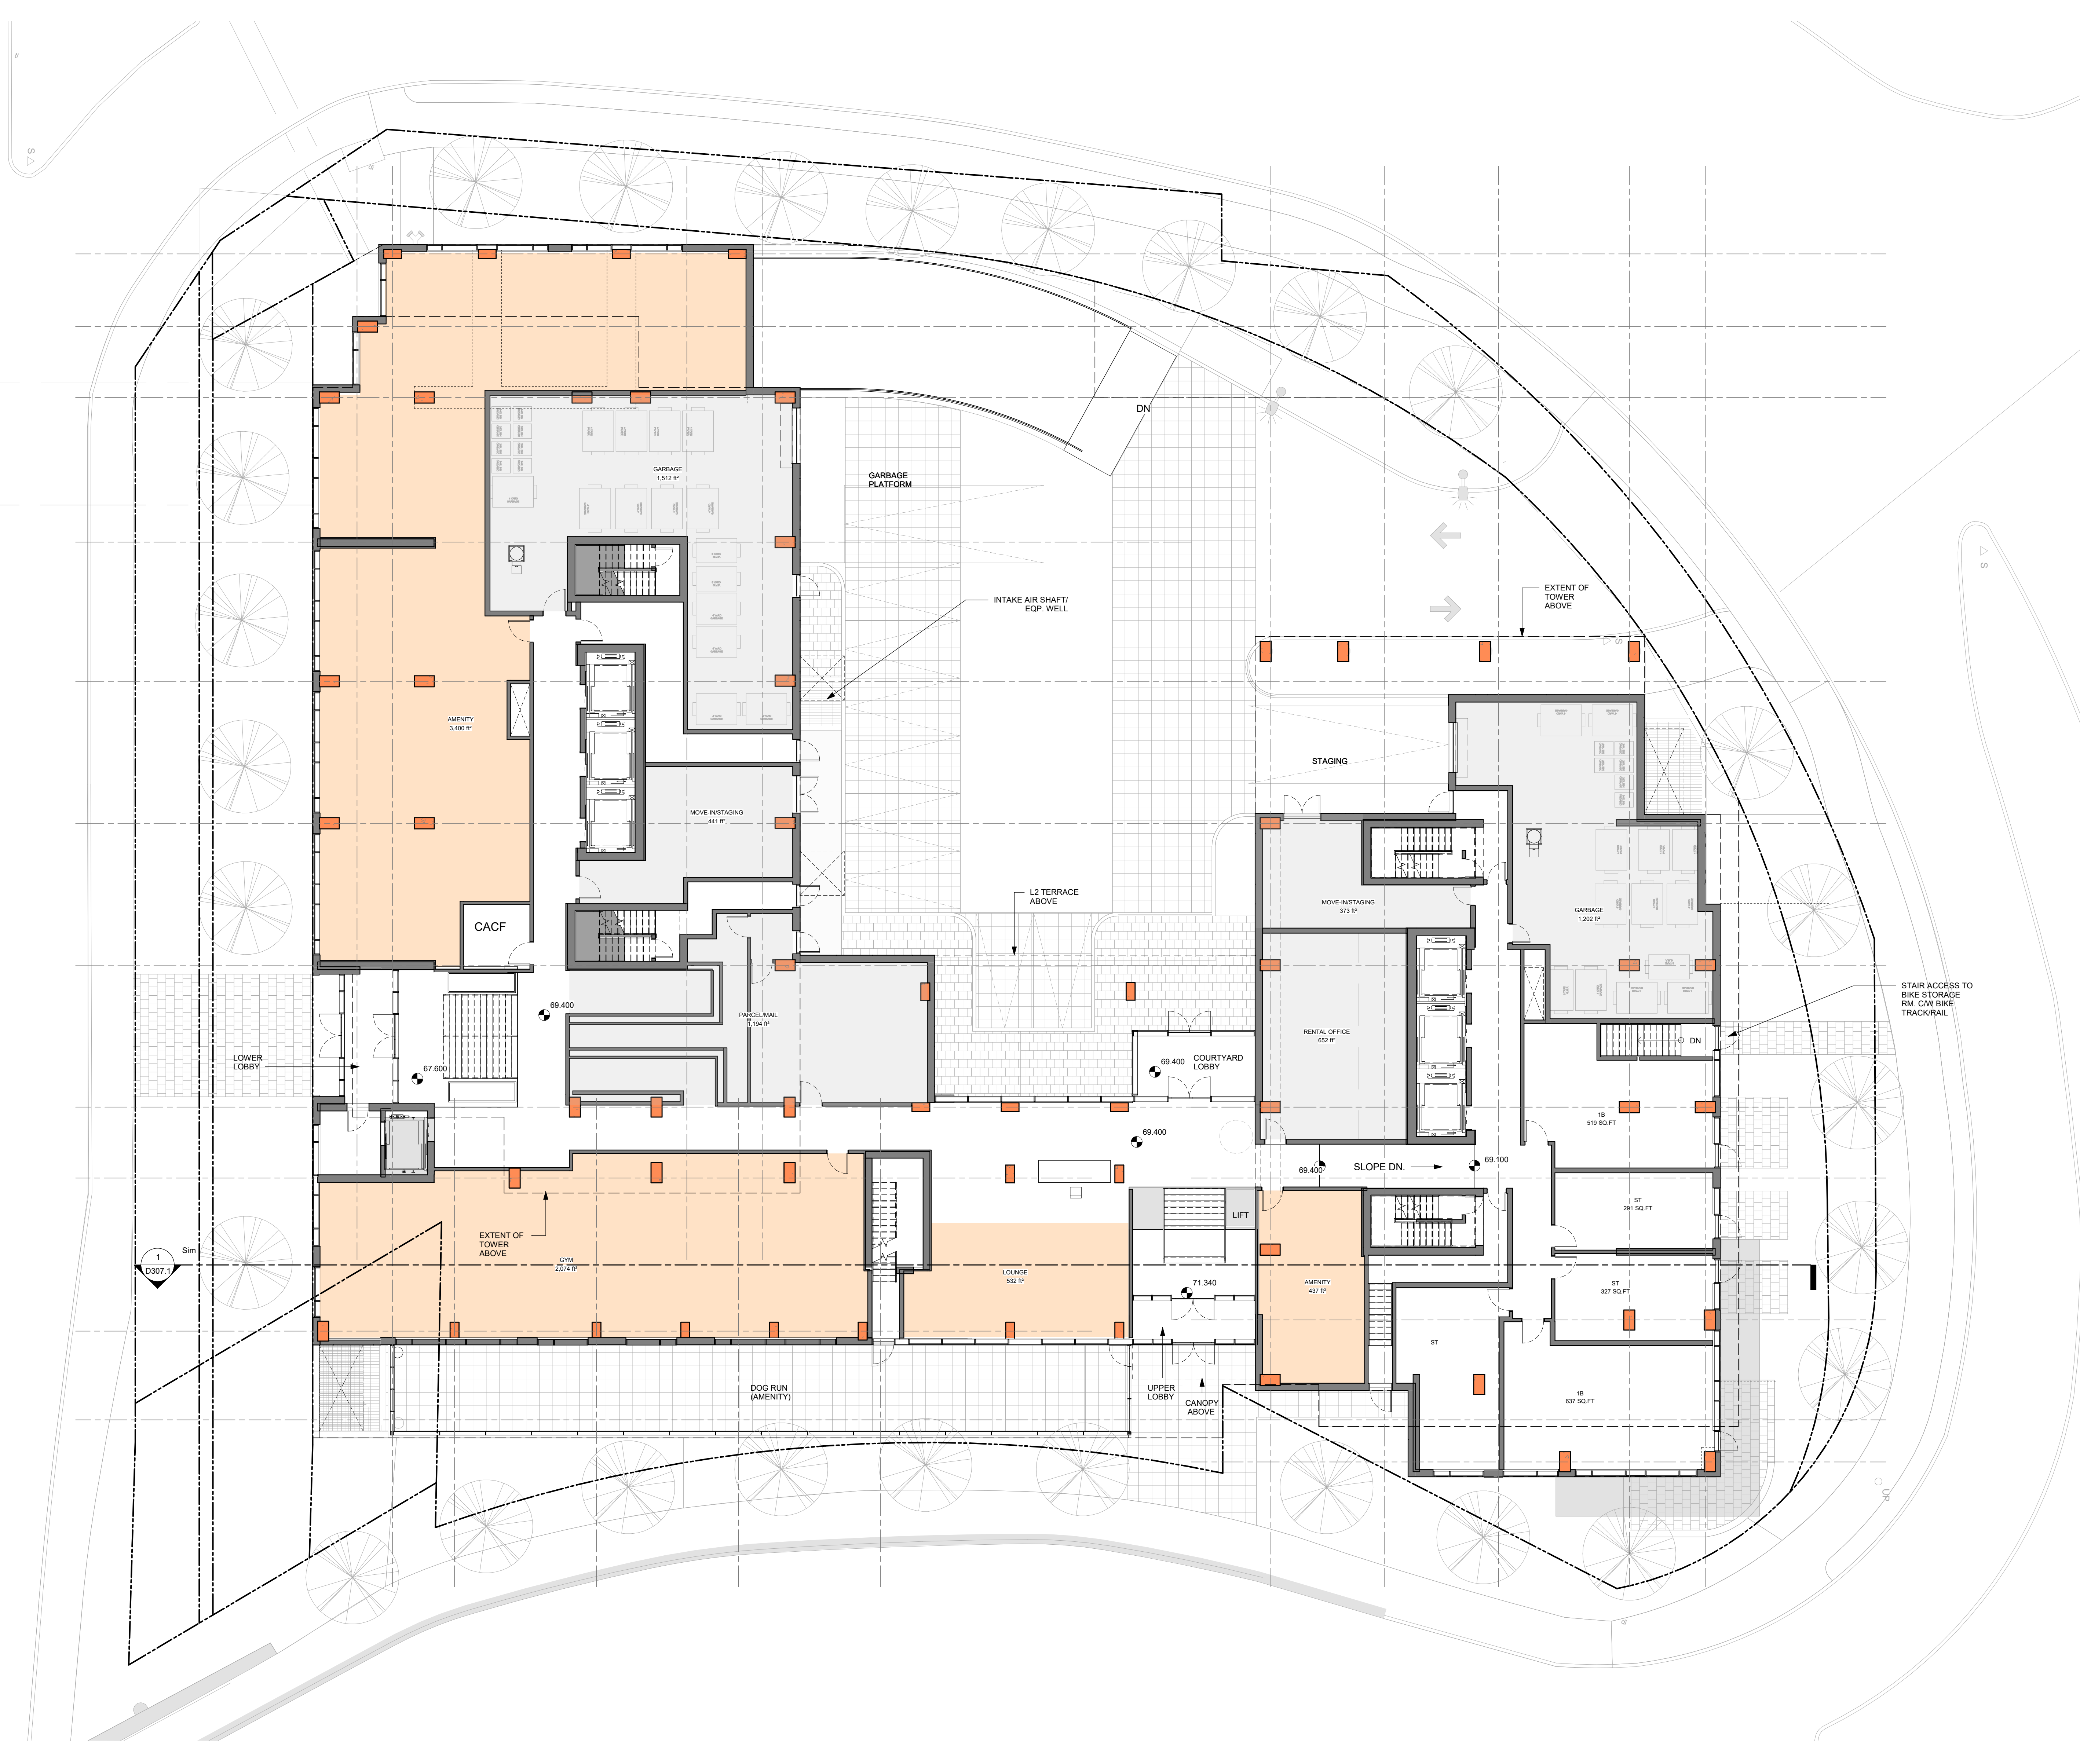 DN
GARBAGE
1,512 ft²
GARBAGE
PLATFORM
INTAKE AIR SHAFT/
EQP. WELL
EXTENT OF
TOWER
ABOVE
S
S
S
AMENITY
3,400 ft²
STAGING
MOVE-IN/STAGING
441 ft²
L2 TERRACE
ABOVE
MOVE-IN/STAGING
373 ft²
GARBAGE
1,202 ft²
CACF
69.400
PARCEL/MAIL
1,194 ft²
STAIR ACCESS TO
BIKE STORAGE
RM. C/W BIKE
TRACK/RAIL
RENTAL OFFICE
652 ft²
DN
LOWER
LOBBY
67.600
69.400
COURTYARD
LOBBY
1B
519 SQ.FT
69.400
69.400
SLOPE DN.
69.100
ST
291 SQ.FT
LIFT
EXTENT OF
TOWER
ABOVE
1
D307.1
Sim
GYM
2,074 ft²
LOUNGE
532 ft²
71.340
AMENITY
437 ft²
ST
327 SQ.FT
ST
DOG RUN
(AMENITY)
UPPER
LOBBY
CANOPY
ABOVE
1B
637 SQ.FT
UP